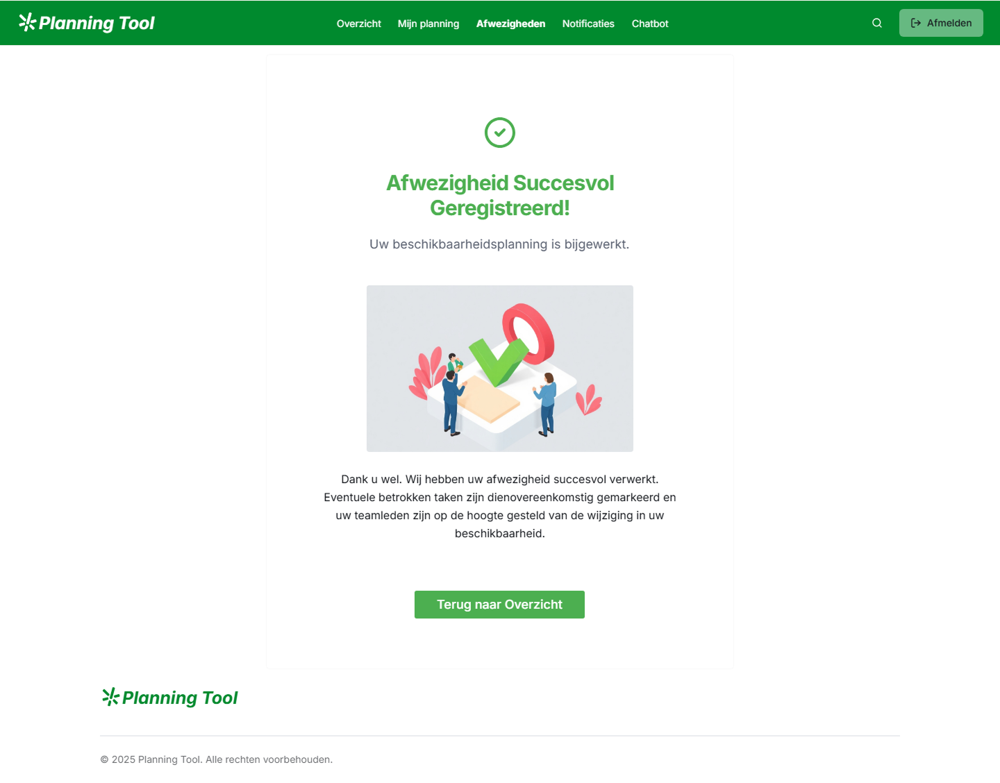 Planning Tool
Overzicht Mijn planning Afwezigheden Notificaties Chatbot
Afmelden
Afwezigheid Succesvol
Geregistreerd!
Uw beschikbaarheidsplanning is bijgewerkt.
Dank u wel. Wij hebben uw afwezigheid succesvol verwerkt.
Eventuele betrokken taken zijn dienovereenkomstig gemarkeerd en
uw teamleden zijn op de hoogte gesteld van de wijziging in uw
beschikbaarheid.
Terug naar Overzicht
Planning Tool
© 2025 Planning Tool. Alle rechten voorbehouden.